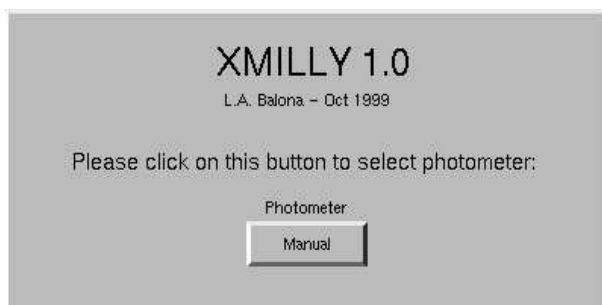 XMILLY 1.0
L.A. Balona – Oct 1999
Please click on this button to select photometer:
Photometer
Manual